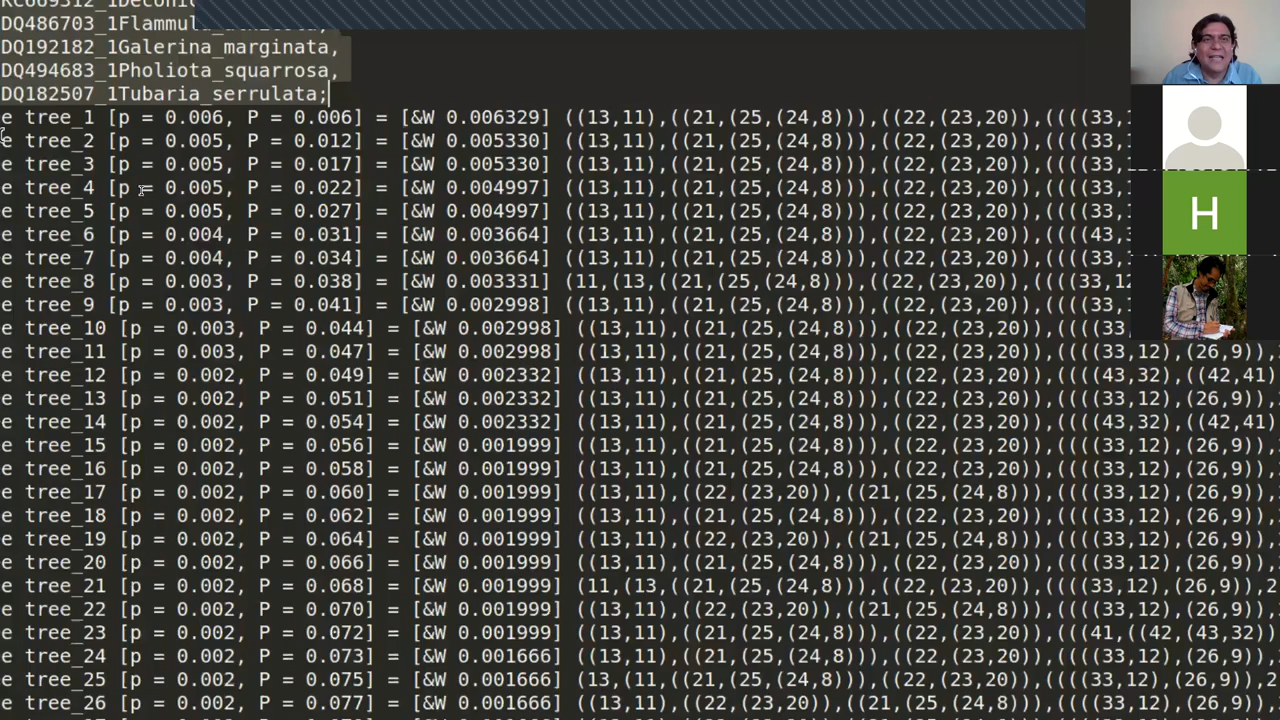 DQ486703_1Flammul
DQ192182_1Galerina_marginata,
DQ494683_1Pholiota_squarrosa,
DQ182507_1Tubaria_serrulata;
e tree_1 [p = 0.006, P = 0.006] = [&W 0.006329] ((13,11),((21,(25,(24,8))),((22,(23,20)),((((33,1
e tree_2 [p = 0.005, P = 0.012] = [&W 0.005330] ((13,11),((21,(25,(24,8))),((22,(23,20)),((((33,1
e tree_3 [p = 0.005, P = 0.017] = [&W 0.005330] ((13,11),((21,(25,(24,8))),((22,(23,20)),((((33,1
e tree_4 [p = 0.005, P = 0.022] = [&W 0.004997] ((13,11),((21,(25,(24,8))),((22,(23,20)),((((33,1
e tree_5 [p = 0.005, P = 0.027] = [&W 0.004997] ((13,11),((21,(25,(24,8))),((22,(23,20)),((((33,1
e tree_6 [p = 0.004, P = 0.031] = [&W 0.003664] ((13,11),((21,(25,(24,8))),((22,(23,20)),((((43,3
e tree_7 [p = 0.004, P = 0.034] = [&W 0.003664] ((13,11),((21,(25,(24,8))),((22,(23,20)),((((33,1
e tree_8 [p = 0.003, P = 0.038] = [&W 0.003331] (11,(13,((21,(25,(24,8))),((22,(23,20)),((((33,12
e tree_9 [p = 0.003, P = 0.041] = [&W 0.002998] ((13,11),((21,(25,(24,8))),((22,(23,20)),((((33,1
e tree_10 [p = 0.003, P = 0.044] = [&W 0.002998] ((13,11),((21,(25,(24,8))),((22,(23,20)),((((33
e tree_11 [p = 0.003, P = 0.047] = [&W 0.002998] ((13,11),((21,(25,(24,8))),((22,(23,20)),((((33,12),(26,9)),
e tree_12 [p = 0.002, P = 0.049] = [&W 0.002332] ((13,11),((21,(25,(24,8))),((22,(23,20)),((((43,32),((42,41)
e tree_13 [p = 0.002, P = 0.051] = [&W 0.002332] ((13,11),((21,(25,(24,8))),((22,(23,20)),((((33,12),(26,9)),
e tree_14 [p = 0.002, P = 0.054] = [&W 0.002332] ((13,11),((21,(25,(24,8))),((22,(23,20)),((((43,32),((42,41)
e tree_15 [p = 0.002, P = 0.056] = [&W 0.001999] ((13,11),((21,(25,(24,8))),((22,(23,20)),((((33,12),(26,9)),
e tree_16 [p = 0.002, P = 0.058] = [&W 0.001999] ((13,11),((21,(25,(24,8))),((22,(23,20)),((((33,12),(26,9)),
e tree_17 [p = 0.002, P = 0.060] = [&W 0.001999] ((13,11),((22,(23,20)),((21,(25,(24,8))),((((33,12),(26,9)),
e tree_18 [p = 0.002, P = 0.062] = [&W 0.001999] ((13,11),((21,(25,(24,8))),((22,(23,20)),((((33,12),(26,9)),
e tree_19 [p = 0.002, P = 0.064] = [&W 0.001999] ((13,11),((22,(23,20)),((21,(25,(24,8))),((((33,12),(26,9)),
e tree_20 [p = 0.002, P = 0.066] = [&W 0.001999] ((13,11),((21,(25,(24,8))),((22,(23,20)),((((33,12),(26,9)),
e tree_21 [p = 0.002, P = 0.068] = [&W 0.001999] (11,(13,((21,(25,(24,8))),((22,(23,20)),((((33,12),(26,9)),2
e tree_22 [p = 0.002, P = 0.070] = [&W 0.001999] ((13,11),((22,(23,20)),((21,(25,(24,8))),((((33,12),(26,9)),
e tree_23 [p = 0.002, P = 0.072] = [&W 0.001999] ((13,11),((21,(25,(24,8))),((22,(23,20)),((((41,((42,(43,32))
e tree_24 [p = 0.002, P = 0.073] = [&W 0.001666] ((13,11),((21,(25,(24,8))),((22,(23,20)),((((33,12),(26,9)),
e tree_25 [p = 0.002, P = 0.075] = [&W 0.001666] (13,(11,((21,(25,(24,8))),((22,(23,20)),((((33,12),(26,9)),2
e tree_26 [p = 0.002, P = 0.077] = [&W 0.001666] ((13,11),((22,(23,20)),((21,(25,(24,8))),((((33,12),(26,9)),
H